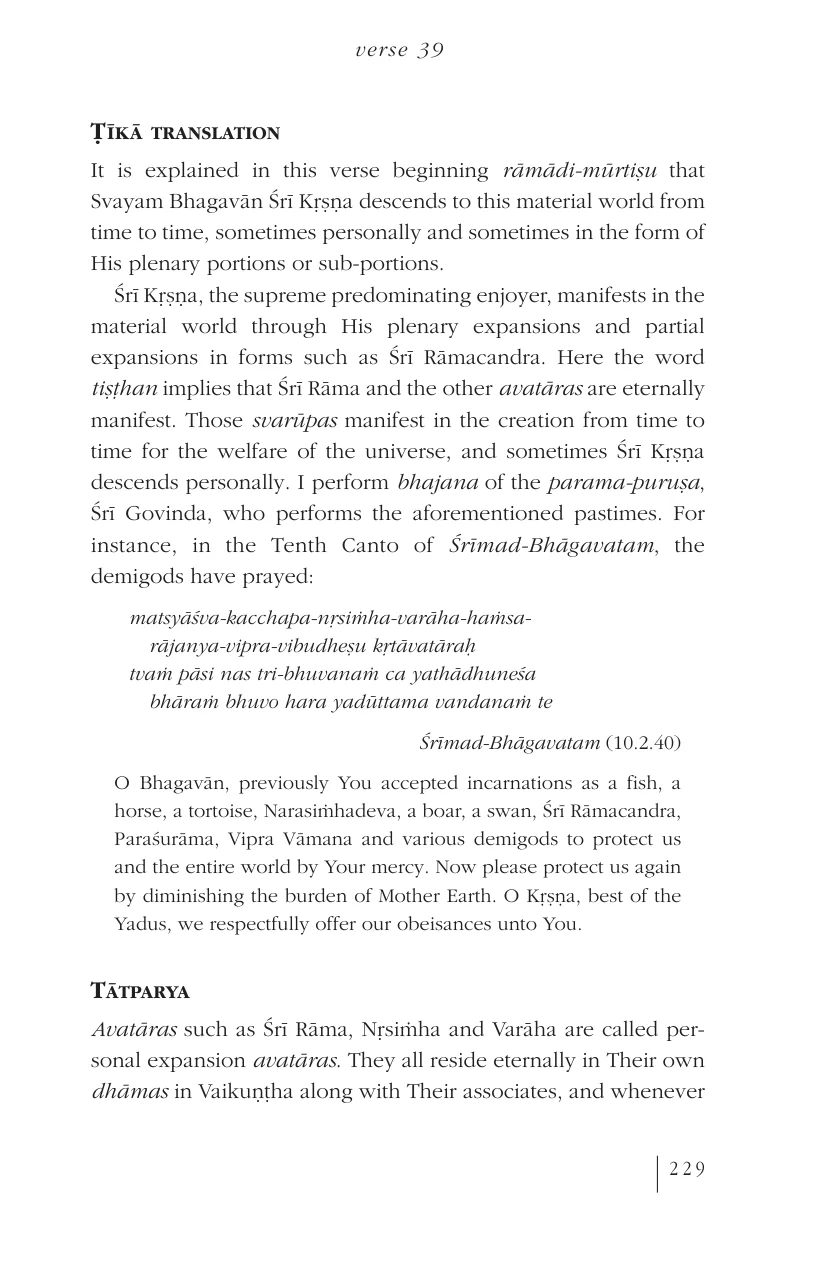 verse 39
ṬĪKĀ TRANSLATION
It is explained in this verse beginning rāmādi-mūrtiṣu that
Svayam Bhagavān Śrī Kṛṣṇa descends to this material world from
time to time, sometimes personally and sometimes in the form of
His plenary portions or sub-portions.
Śrī Kṛṣṇa, the supreme predominating enjoyer, manifests in the
material world through His plenary expansions and partial
expansions in forms such as Śrī Rāmacandra. Here the word
tiṣṭhan implies that Śrī Rāma and the other avatāras are eternally
manifest. Those svarūpas manifest in the creation from time to
time for the welfare of the universe, and sometimes Śrī Kṛṣṇa
descends personally. I perform bhajana of the parama-puruṣa,
Śrī Govinda, who performs the aforementioned pastimes. For
instance, in the Tenth Canto of Śrīmad-Bhāgavatam, the
demigods have prayed:
matsyāśva-kacchapa-nṛsiṁha-varāha-haṁsa-
rājanya-vipra-vibudheṣu kṛtāvatāraḥ
tvaṁ pāsi nas tri-bhuvanaṁ ca yathādhuneśa
bhāraṁ bhuvo hara yadūttama vandanaṁ te
Śrīmad-Bhāgavatam (10.2.40)
O Bhagavān, previously You accepted incarnations as a fish, a
horse, a tortoise, Narasiṁhadeva, a boar, a swan, Śrī Rāmacandra,
Paraśurāma, Vipra Vāmana and various demigods to protect us
and the entire world by Your mercy. Now please protect us again
by diminishing the burden of Mother Earth. O Kṛṣṇa, best of the
Yadus, we respectfully offer our obeisances unto You.
TĀTPARYA
Avatāras such as Śrī Rāma, Nṛsiṁha and Varāha are called per-
sonal expansion avatāras. They all reside eternally in Their own
dhāmas in Vaikuṇṭha along with Their associates, and whenever
229